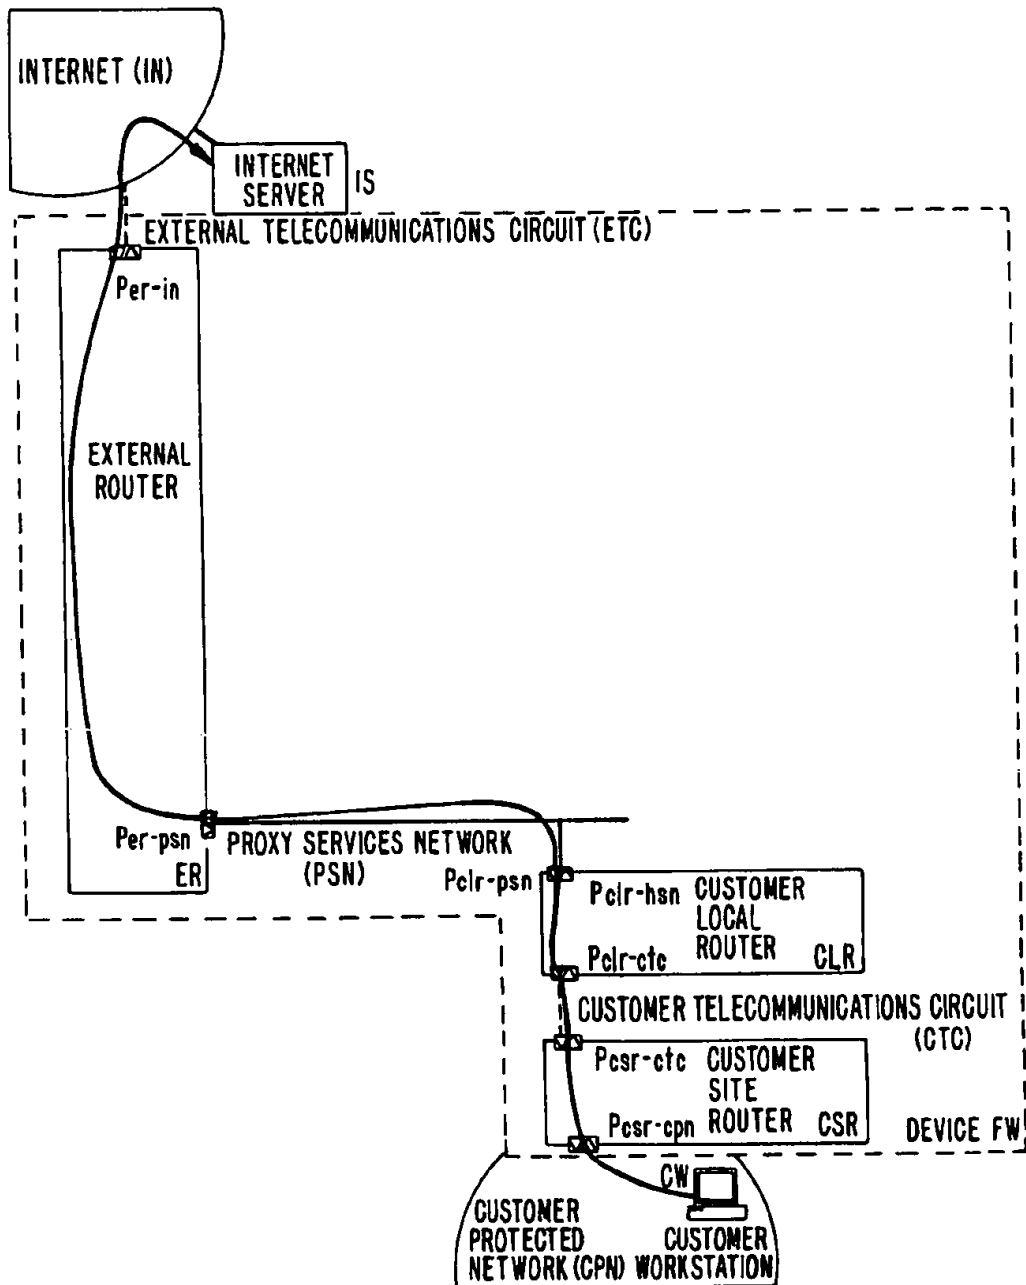 INTERNET (IN)
INTERNET
SERVER
IS
EXTERNAL TELECOMMUNICATIONS CIRCUIT (ETC)
Per-in
EXTERNAL
ROUTER
Per-psn
ER
PROXY SERVICES NETWORK
(PSN)
Pclr-psn
Pclr-hsn
CUSTOMER
LOCAL
ROUTER
Pclr-ctc
CLR
CUSTOMER TELECOMMUNICATIONS CIRCUIT
(CTC)
Pcsr-ctc
CUSTOMER
SITE
ROUTER
Pcsr-cpn
CSR
DEVICE FW
CW
CUSTOMER
PROTECTED
NETWORK (CPN)
CUSTOMER
WORKSTATION